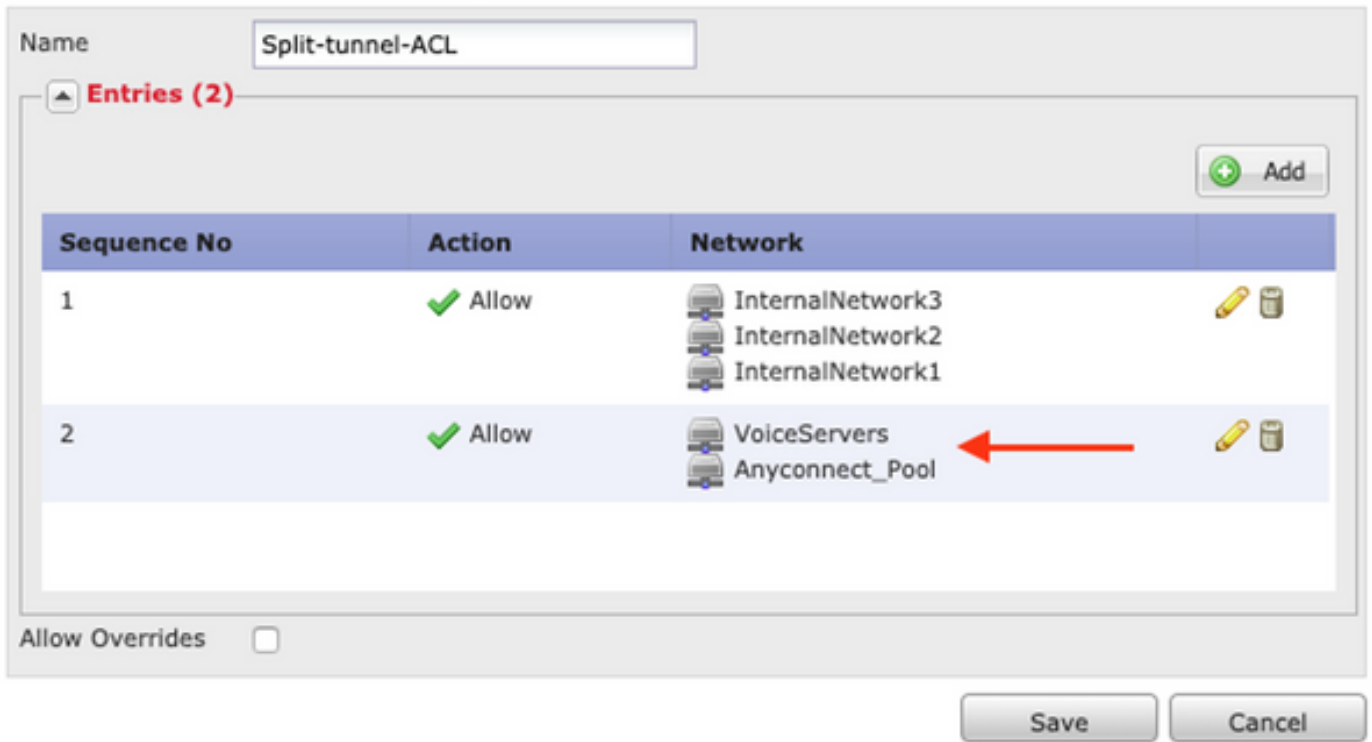 Name Split-tunnel-ACL
Entries (2)
Add
Sequence No Action Network
1 Allow InternalNetwork3
InternalNetwork2
InternalNetwork1
2 Allow VoiceServers
Anyconnect_Pool
Allow Overrides
Save Cancel